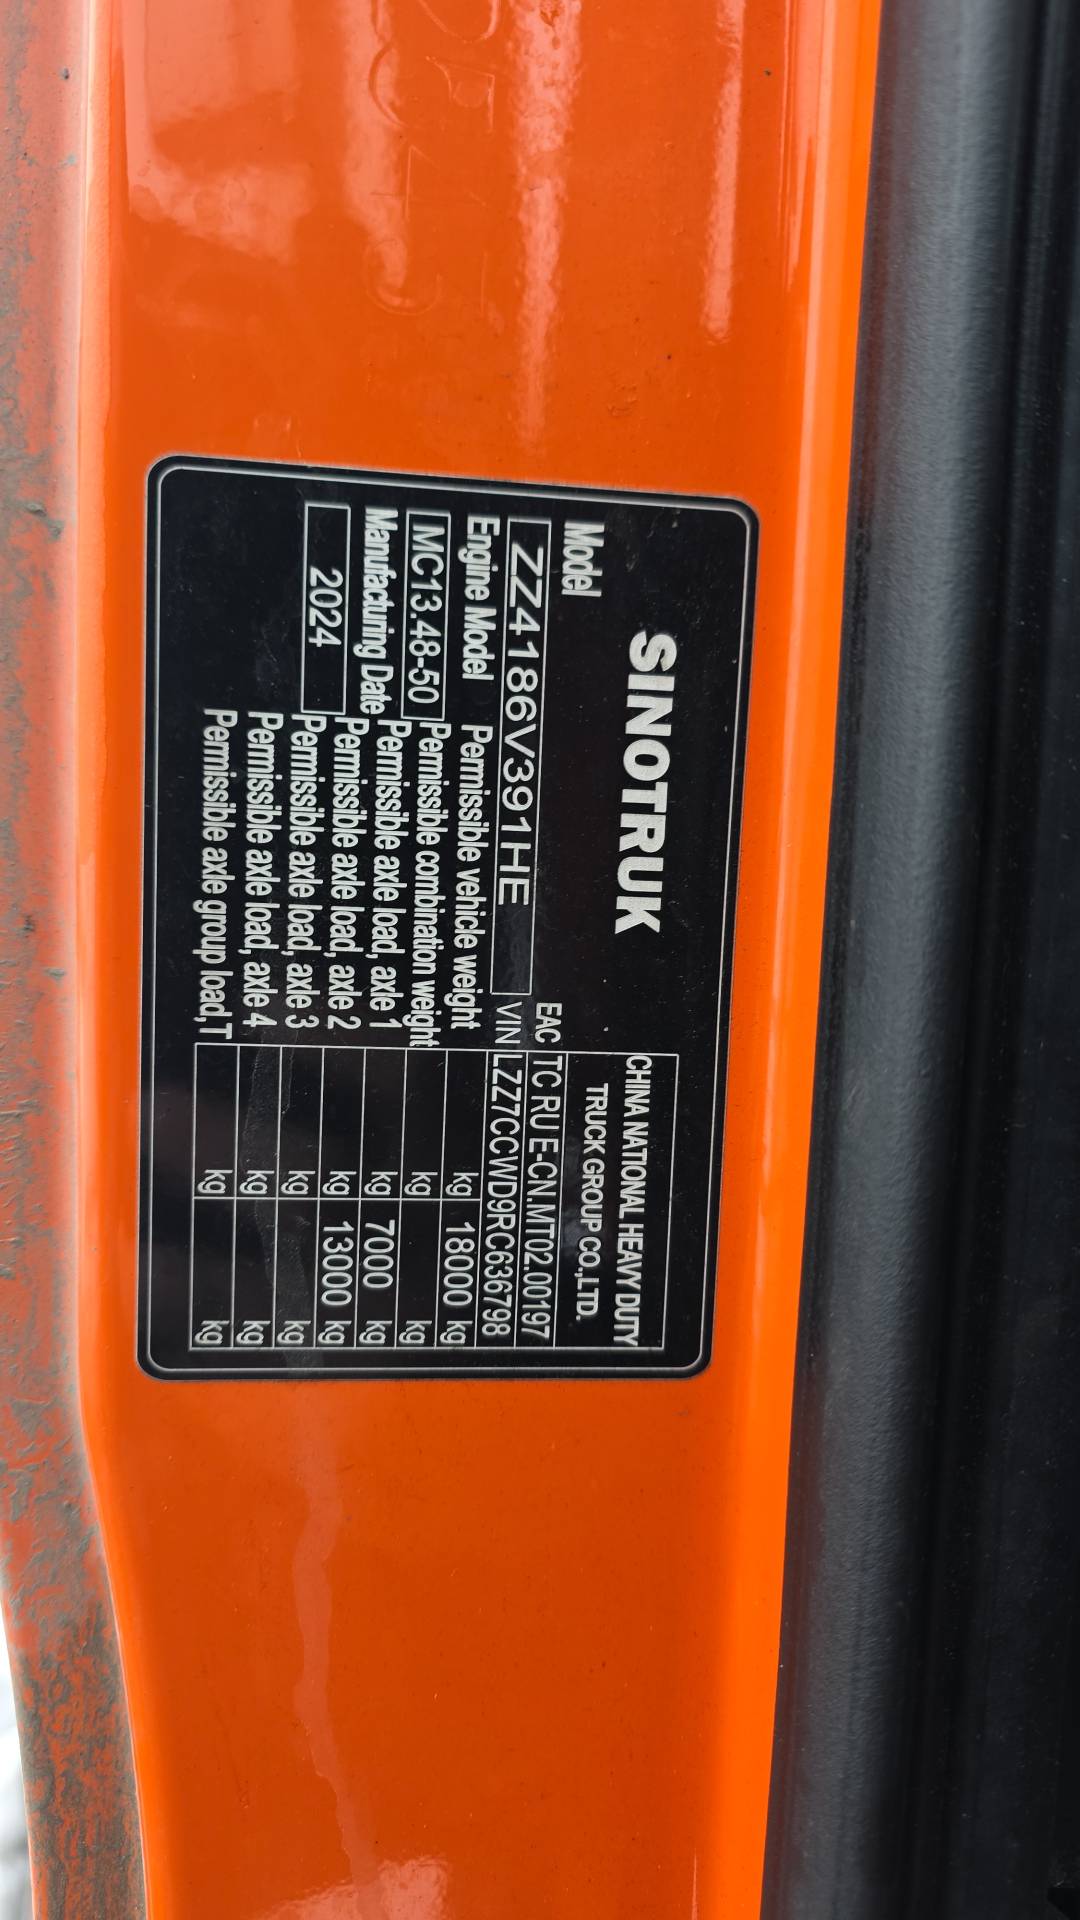 SINOTRUK
CHINA NATIONAL HEAVY DUTY
TRUCK GROUP CO.,LTD.
Model
EAC TC RU E-CN.MT02.00197
ZZ4186V391HE
VIN LZZ7CCWD9RC636798
Engine Model
Permissible vehicle weight kg 18000 kg
MC13.48-50
Permissible combination weight kg kg
Manufacturing Date
Permissible axle load, axle 1 kg 7000 kg
2024
Permissible axle load, axle 2 kg 13000 kg
Permissible axle load, axle 3 kg kg
Permissible axle load, axle 4 kg kg
Permissible axle group load,T kg kg